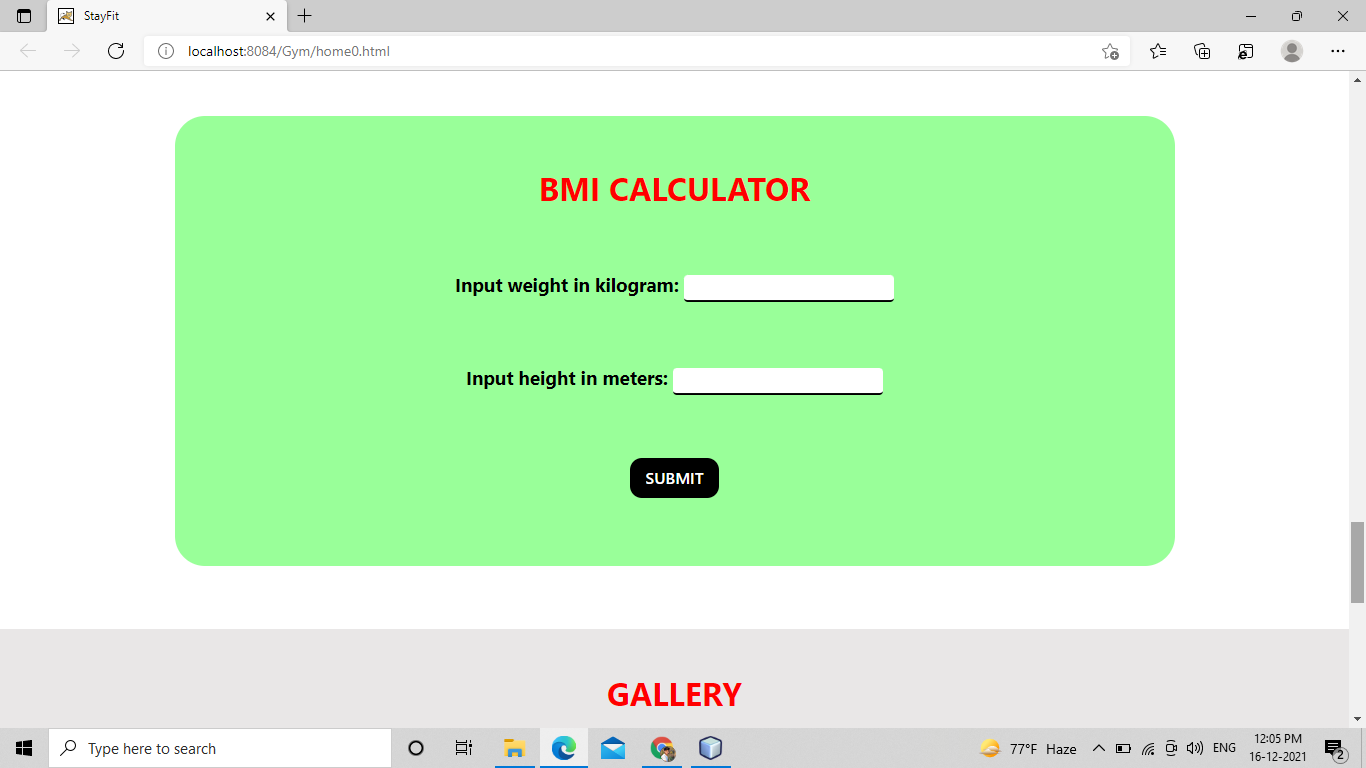 StayFit
localhost:8084/Gym/home0.html
BMI CALCULATOR
Input weight in kilogram:
Input height in meters:
SUBMIT
GALLERY
Type here to search
77°F Haze
ENG
12:05 PM
16-12-2021
2